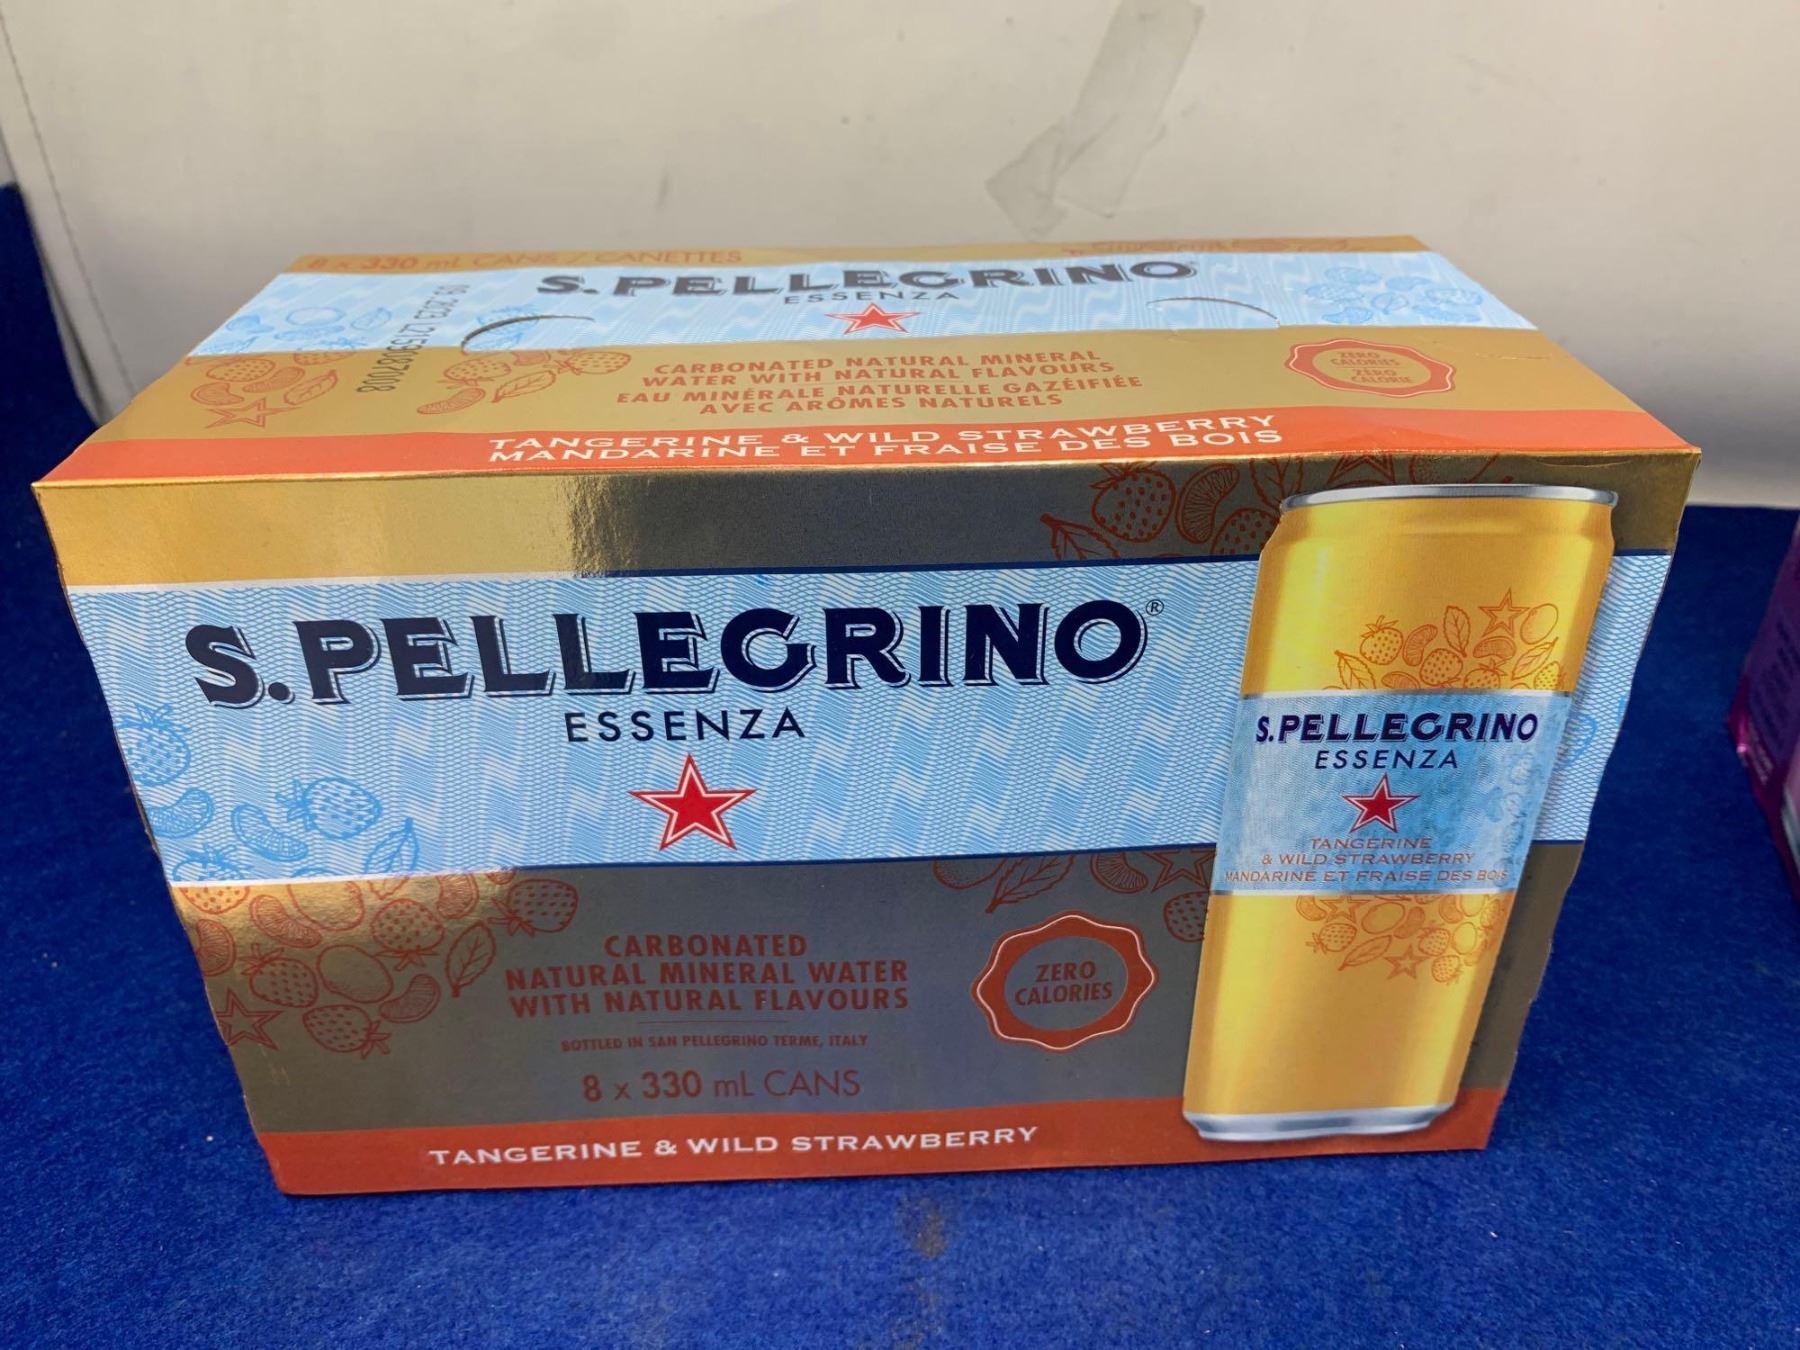 8 x 330 mL CANS / CANETTES
S. PELLEGRINO
ESSENZA
CARBONATED NATURAL MINERAL
WATER WITH NATURAL FLAVOURS
EAU MINÉRALE NATURELLE GAZÉIFIÉE
AVEC ARÔMES NATURELS
ZERO
CALORIES
ZÉRO
CALORIE
TANGERINE & WILD STRAWBERRY
MANDARINE ET FRAISE DES BOIS
S.PELLEGRINO®
ESSENZA
CARBONATED
NATURAL MINERAL WATER
WITH NATURAL FLAVOURS
BOTTLED IN SAN PELLEGRINO TERME, ITALY
8 x 330 mL CANS
ZERO
CALORIES
TANGERINE & WILD STRAWBERRY
S.PELLEGRINO
ESSENZA
TANGERINE
& WILD STRAWBERRY
MANDARINE ET FRAISE DES BOIS